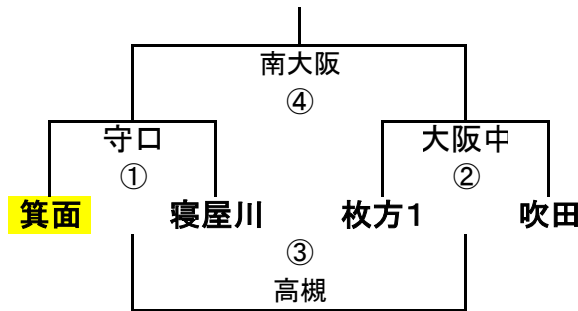 南大阪
④
守口
大阪中
①
②
箕面 寝屋川 枚方1 吹田
③
高槻